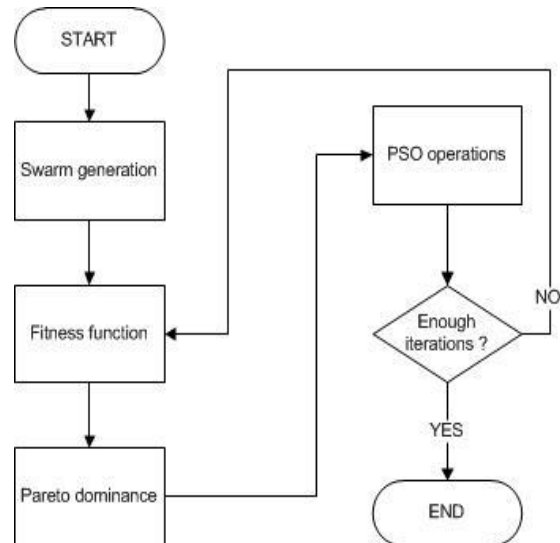 START
Swarm generation
Fitness function
Pareto dominance
PSO operations
Enough
iterations ?
NO
YES
END